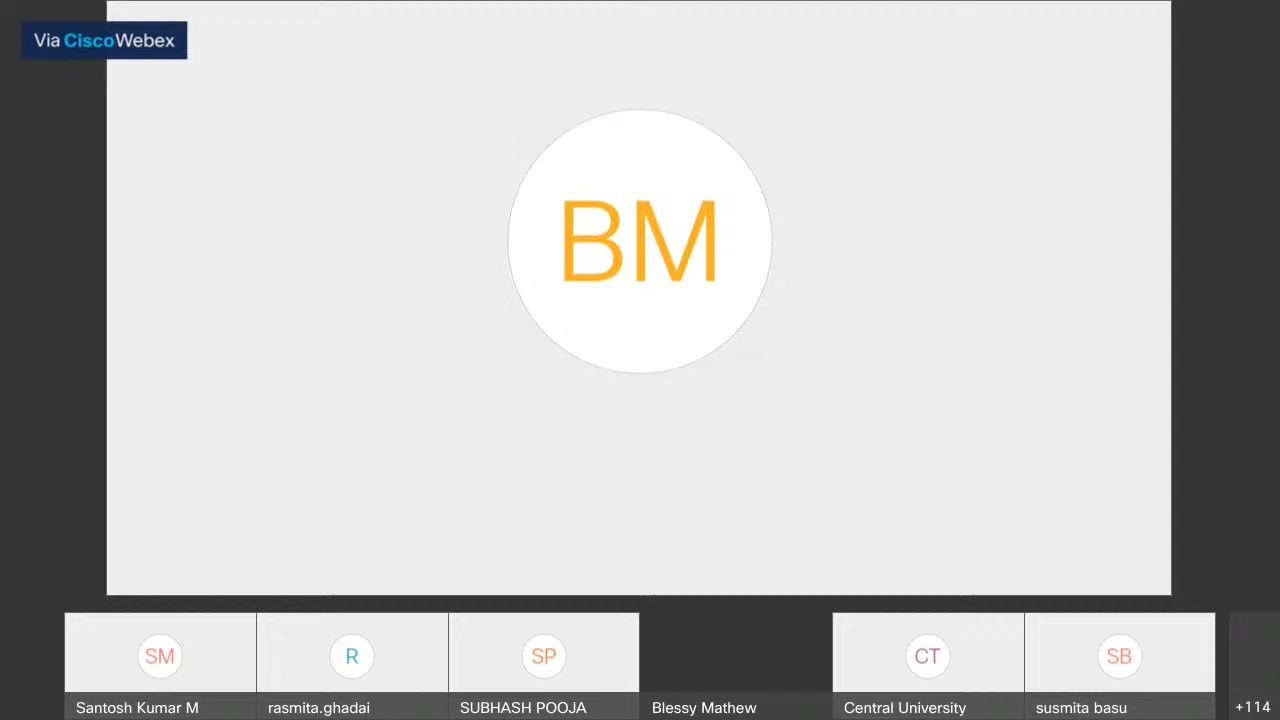 Via CiscoWebex
BM
SM
R
SP
CT
SB
Santosh Kumar M
rasmita.ghadai
SUBHASH POOJA
Blessy Mathew
Central University
susmita basu
+114